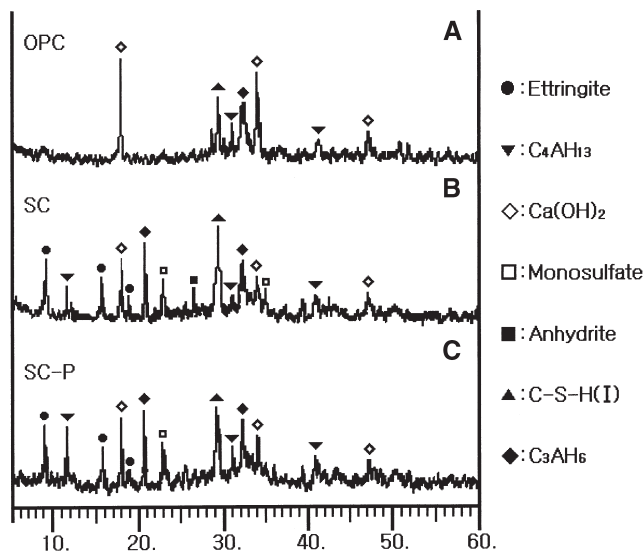 OPC
A
SC
B
SC-P
C
10. 20. 30. 40. 50. 60.
●:Ettringite
▼:C₄AH₁₃
◇:Ca(OH)₂
□:Monosulfate
■:Anhydrite
▲:C-S-H(I)
◆:C₃AH₆